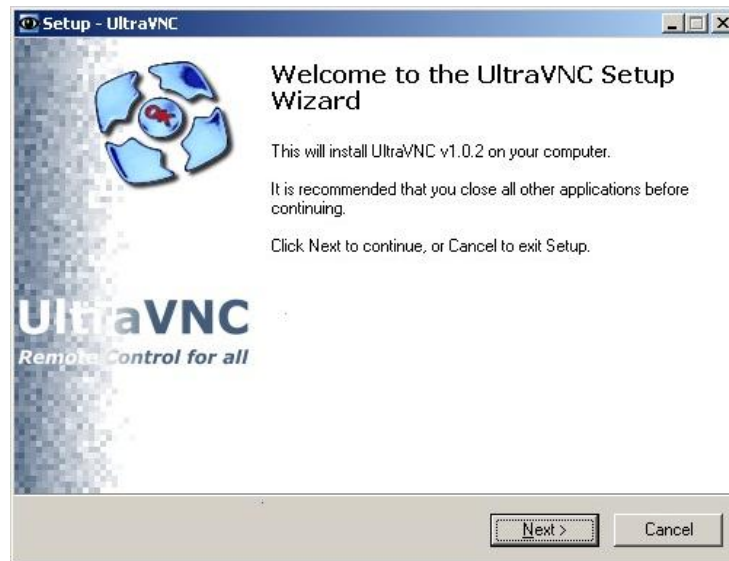 Setup - UltraVNC
Welcome to the UltraVNC Setup
Wizard
This will install UltraVNC v1.0.2 on your computer.
It is recommended that you close all other applications before
continuing.
Click Next to continue, or Cancel to exit Setup.
UltraVNC
Remote Control for all
Next >
Cancel